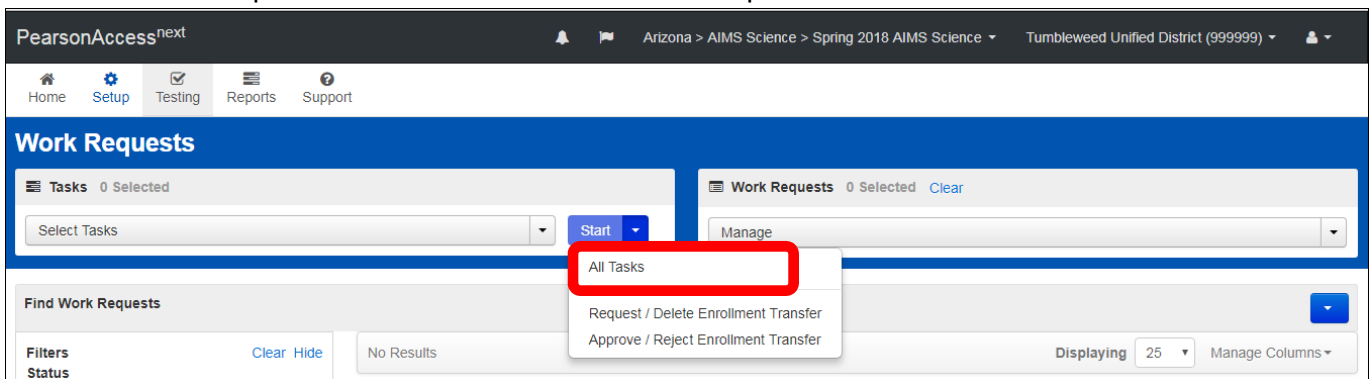 PearsonAccessnext Arizona > AIMS Science > Spring 2018 AIMS Science Tumbleweed Unified District (999999)
Home Setup Testing Reports Support
Work Requests
Tasks 0 Selected
Work Requests 0 Selected Clear
Select Tasks Start
Manage
All Tasks
Request / Delete Enrollment Transfer
Approve / Reject Enrollment Transfer
Find Work Requests
Filters Clear Hide
Status
No Results Displaying 25 Manage Columns